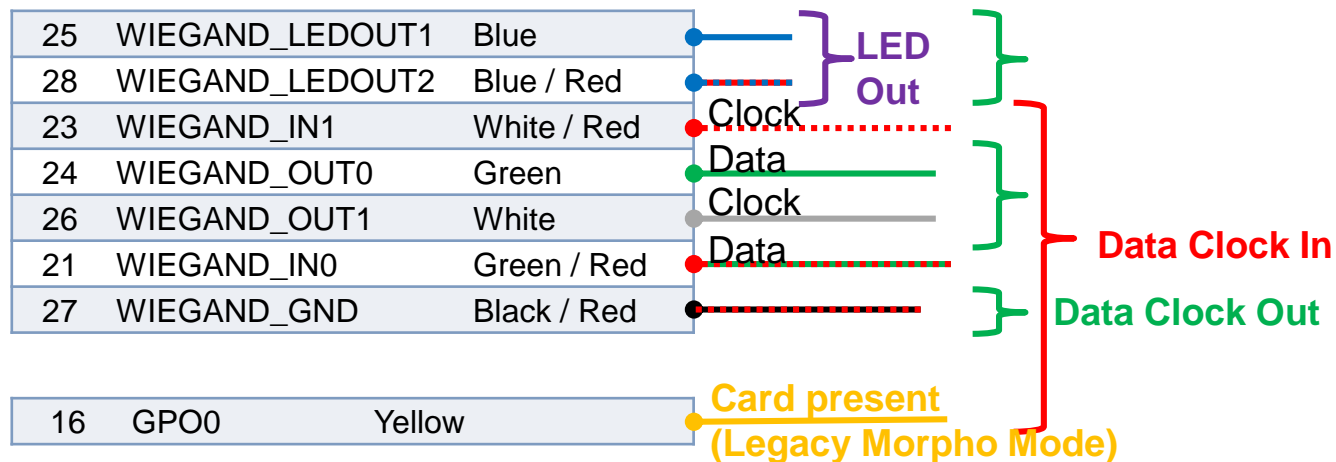 25 WIEGAND_LEDOUT1 Blue
LED
28 WIEGAND_LEDOUT2 Blue / Red
Out
23 WIEGAND_IN1 White / Red Clock
24 WIEGAND_OUT0 Green Data
26 WIEGAND_OUT1 White Clock
21 WIEGAND_IN0 Green / Red Data
Data Clock In
27 WIEGAND_GND Black / Red
Data Clock Out
16 GPO0 Yellow
Card present
(Legacy Morpho Mode)